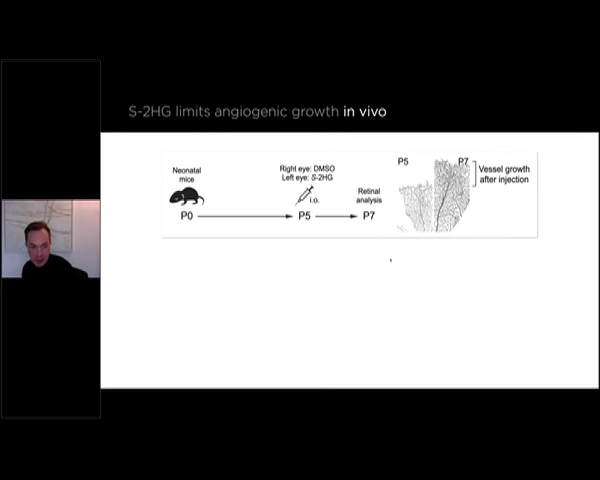 S-2HG limits angiogenic growth in vivo
Neonatal
mice
P0
Right eye: DMSO
Left eye: S-2HG
i.o.
P5
Retinal
analysis
P7
P5
P7
Vessel growth
after injection